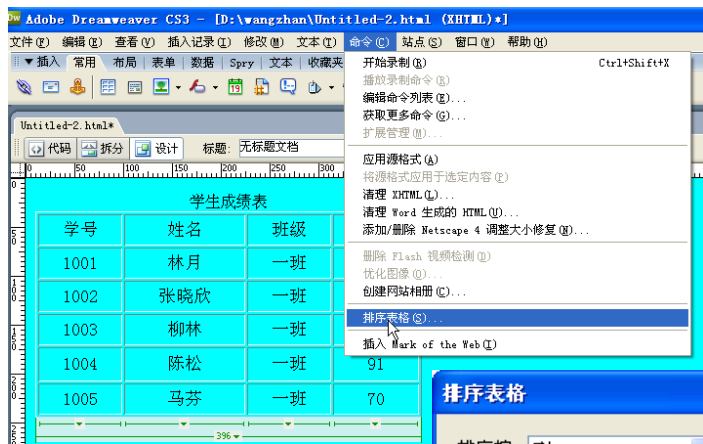 Adobe Dreamweaver CS3 - [D:\wangzhan\Untitled-2.html (XHTML)*]
文件(F) 编辑(E) 查看(V) 插入记录(I) 修改(M) 文本(T) 命令(C) 站点(S) 窗口(W) 帮助(H)
▼插入 常用 布局 表单 数据 Spry 文本 收藏夹
开始录制(R) Ctrl+Shift+X
播放录制命令(R)
编辑命令列表(E)...
获取更多命令(G)...
扩展管理(M)...
应用源格式(A)
将源格式应用于选定内容(P)
清理 XHTML(L)...
清理 Word 生成的 HTML(U)...
添加/删除 Netscape 4 调整大小修复(N)...
删除 Flash 视频检测(D)
优化图像(O)...
创建网站相册(C)...
排序表格(S)...
插入 Mark of the Web(I)
Untitled-2.html*
代码 拆分 设计 标题: 无标题文档
0 50 100 150 200 250 300
学生成绩表
学号 姓名 班级
1001 林月 一班
1002 张晓欣 一班
1003 柳林 一班
1004 陈松 一班 91
1005 马芬 一班 70
396
排序表格